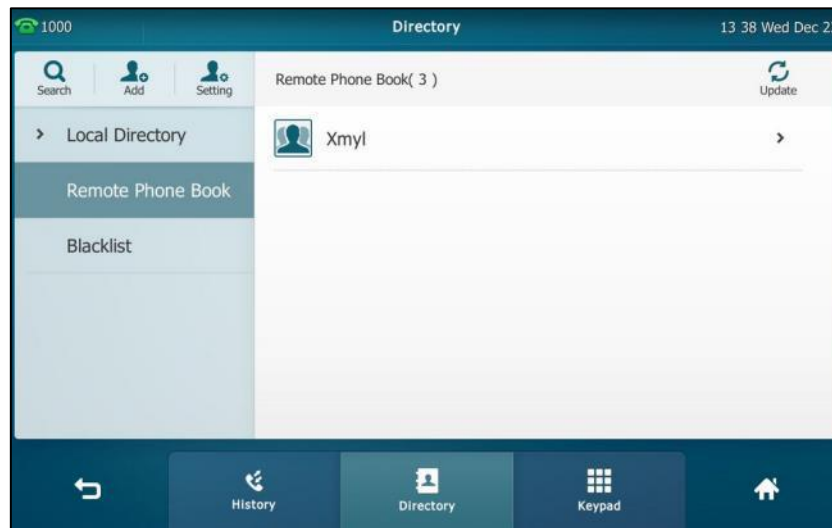 1000
Directory
13 38 Wed Dec 2
Search
Add
Setting
Remote Phone Book( 3 )
Update
Local Directory
Xmyl
Remote Phone Book
Blacklist
History
Directory
Keypad